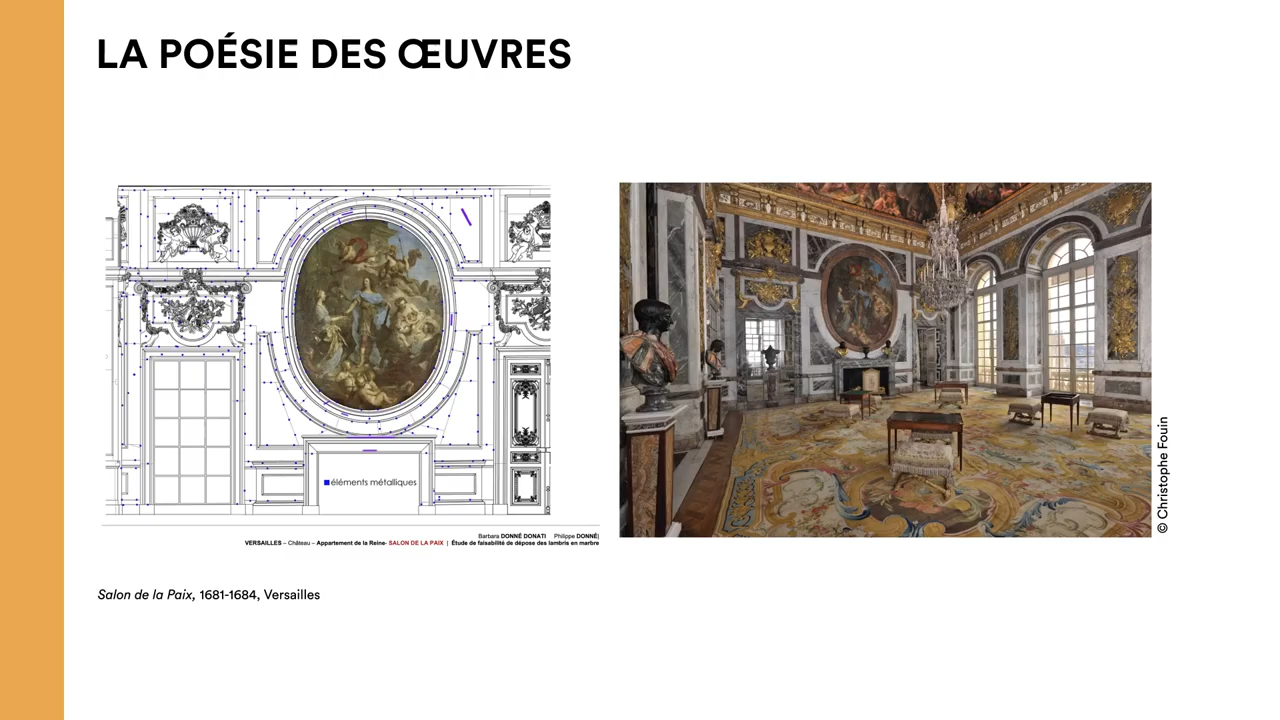 LA POÉSIE DES ŒUVRES
éléments métalliques
Barbara DONNÉ DONATI Philippe DONNÉ|
VERSAILLES – Château – Appartement de la Reine- SALON DE LA PAIX | Étude de faisabilité de dépose des lambris en marbre
© Christophe Fouin
Salon de la Paix, 1681-1684, Versailles